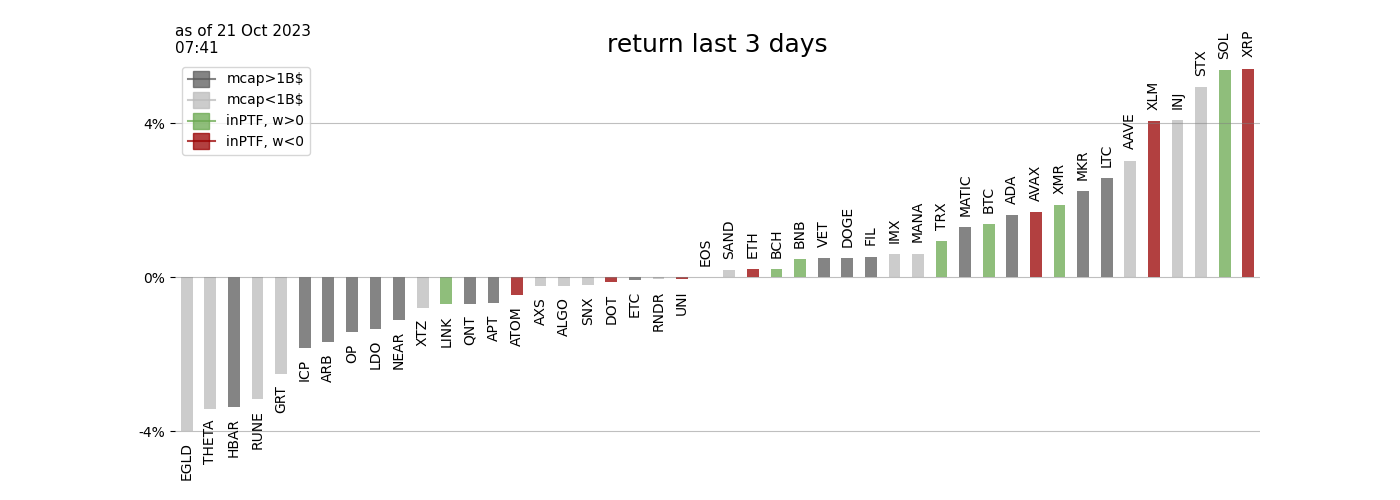 as of 21 Oct 2023
07:41
return last 3 days
mcap>1B$
mcap<1B$
inPTF, w>0
inPTF, w<0
4%
0%
-4%
EGLD
THETA
HBAR
RUNE
GRT
ICP
ARB
OP
LDO
NEAR
XTZ
LINK
QNT
APT
ATOM
AXS
ALGO
SNX
DOT
ETC
RNDR
UNI
EOS
SAND
ETH
BCH
BNB
VET
DOGE
FIL
IMX
MANA
TRX
MATIC
BTC
ADA
AVAX
XMR
MKR
LTC
AAVE
XLM
INJ
STX
SOL
XRP